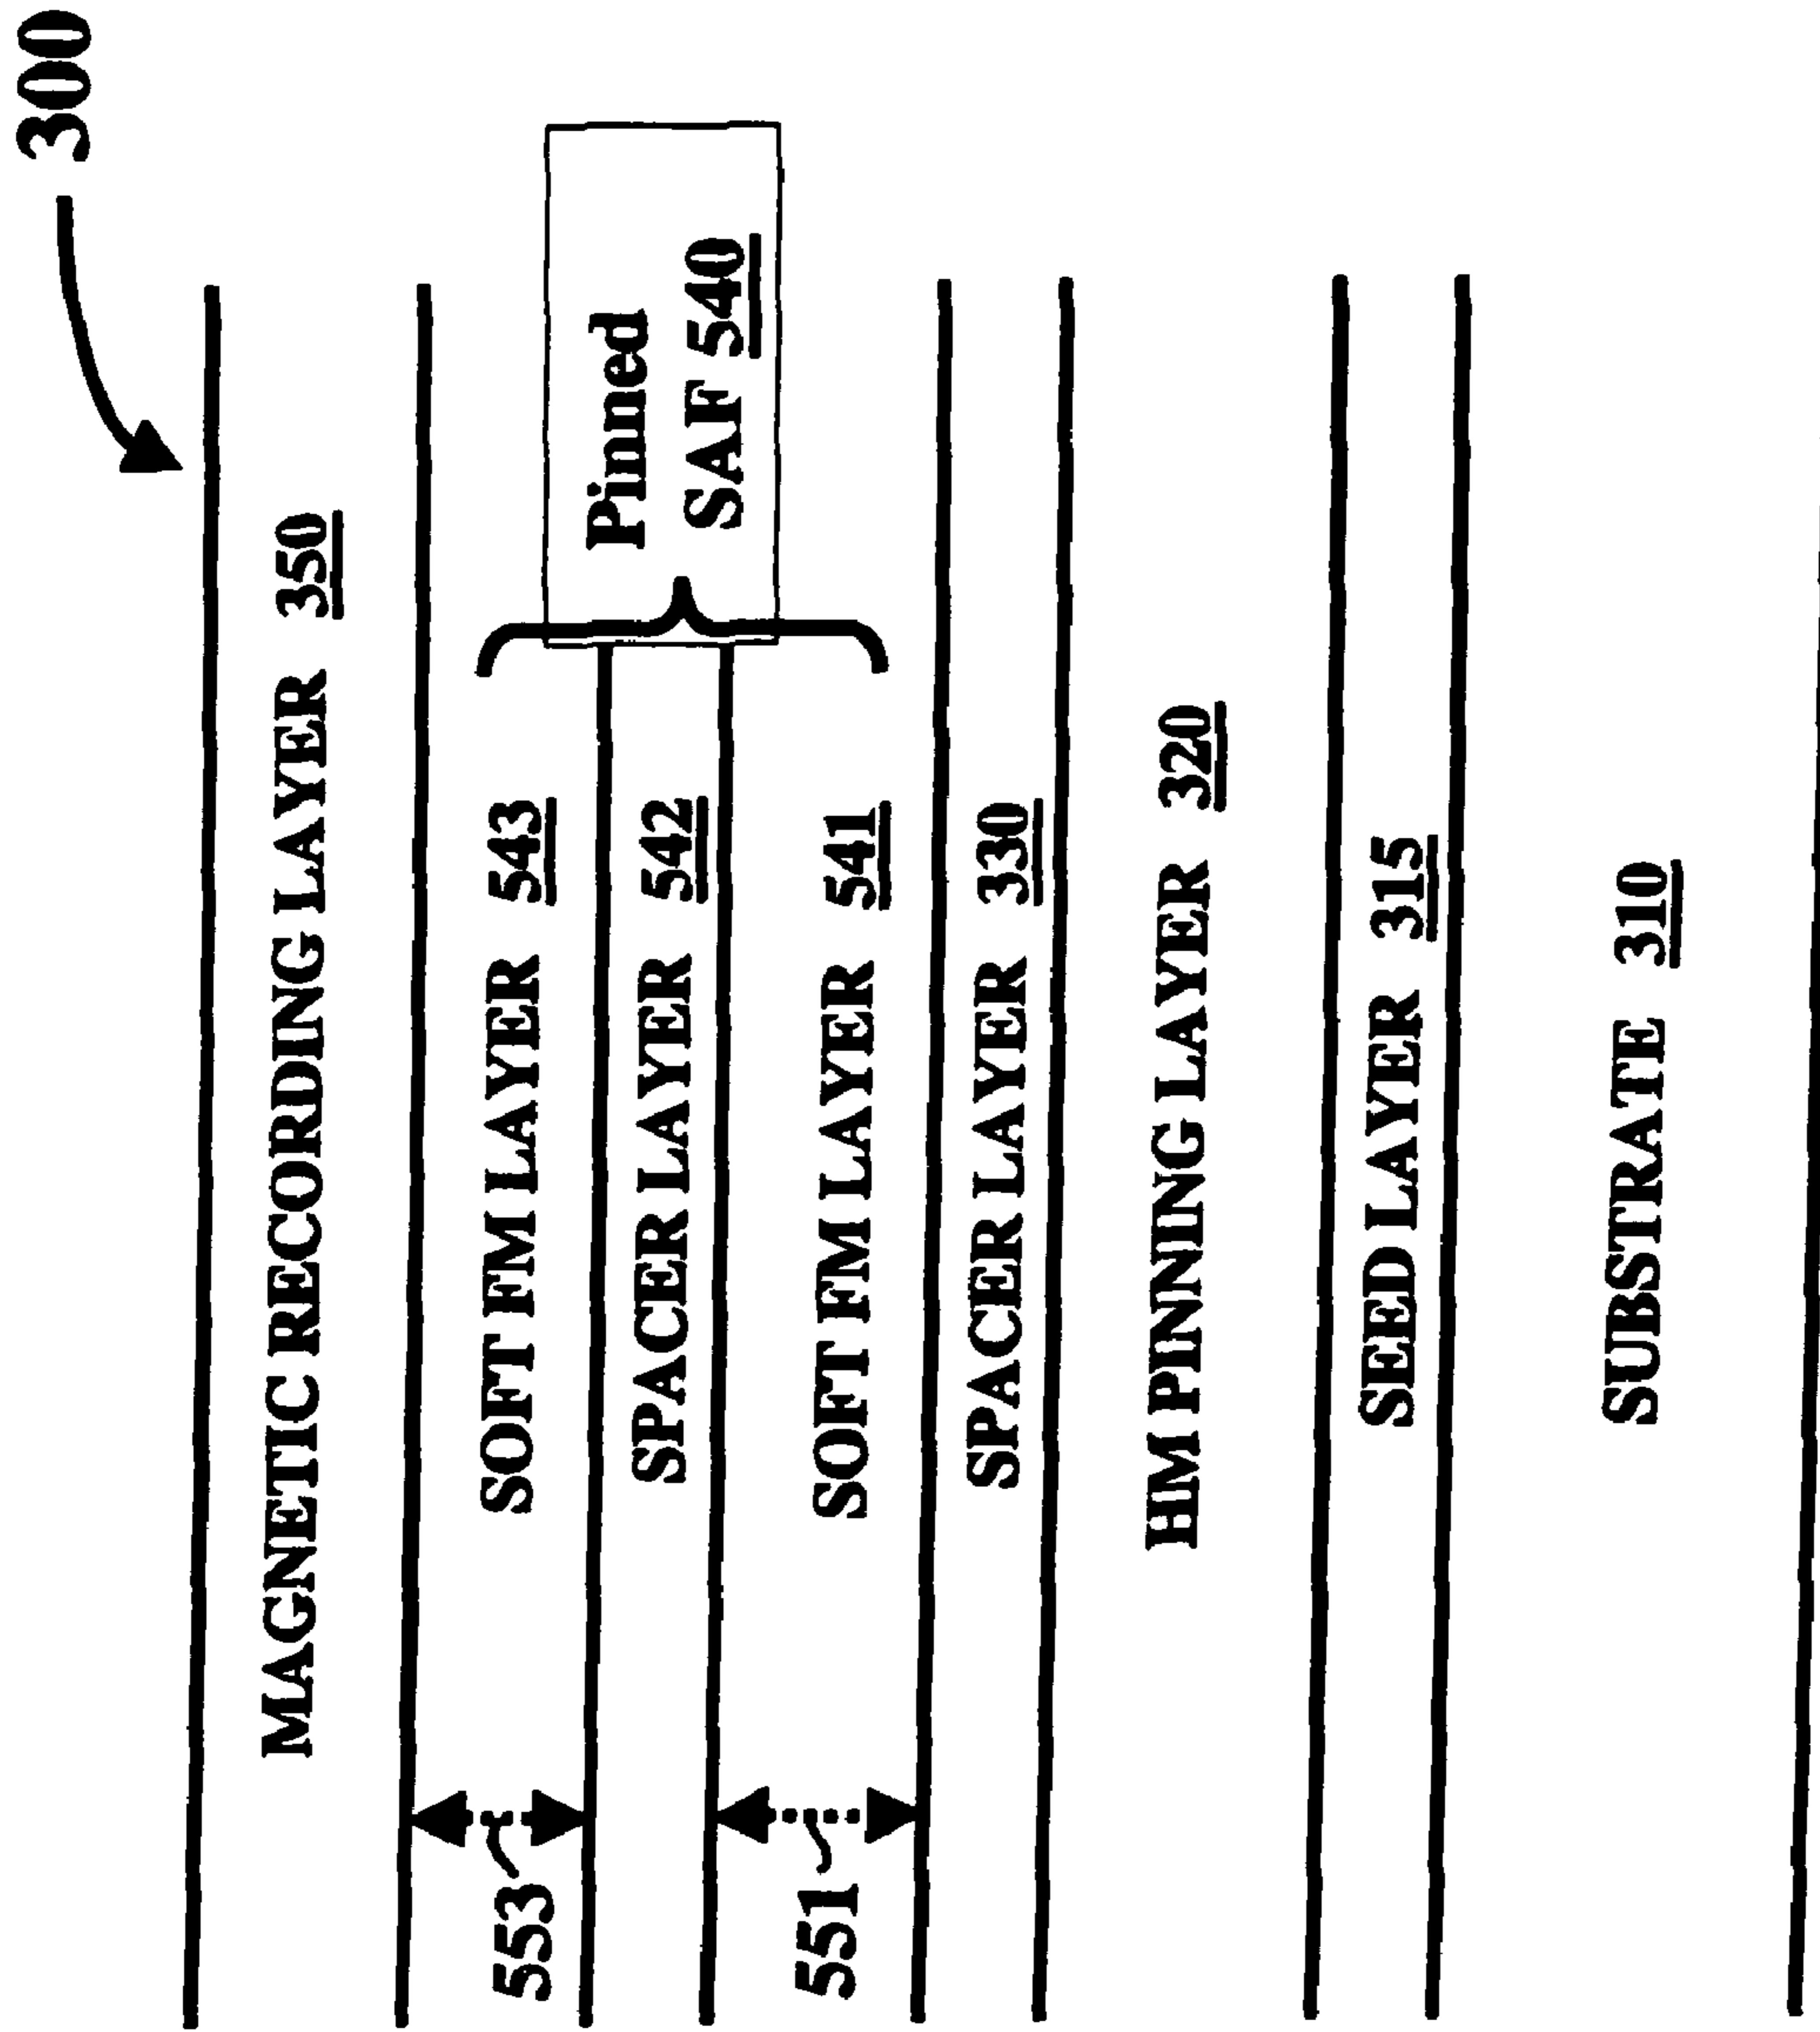 300
MAGNETIC RECORDING LAYER 350
SOFT FM LAYER 543
553
Pinned
SAF 540
SPACER LAYER 542
SOFT FM LAYER 541
551
SPACER LAYER 330
HM PINNING LAYER 320
SEED LAYER 315
SUBSTRATE 310